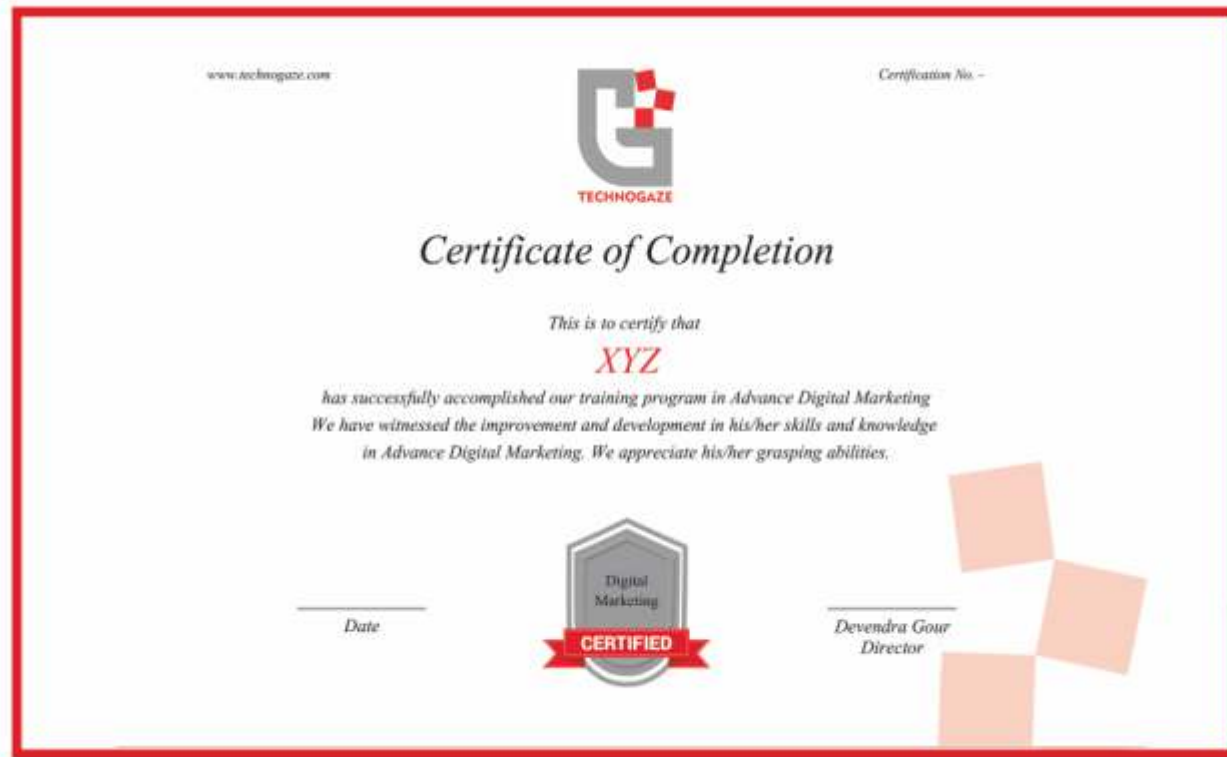 www.technogaze.com
Certification No. -
TECHNOGAZE
Certificate of Completion
This is to certify that
XYZ
has successfully accomplished our training program in Advance Digital Marketing
We have witnessed the improvement and development in his/her skills and knowledge
in Advance Digital Marketing. We appreciate his/her grasping abilities.
Digital
Marketing
CERTIFIED
Date
Devendra Gour
Director